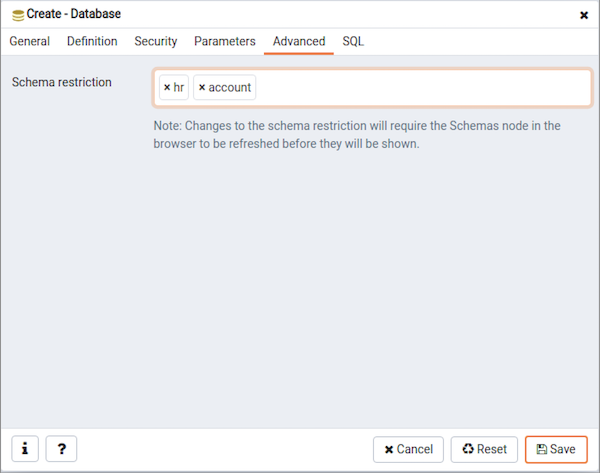 Create - Database
General Definition Security Parameters Advanced SQL
Schema restriction
× hr × account
Note: Changes to the schema restriction will require the Schemas node in the
browser to be refreshed before they will be shown.
i ? Cancel Reset Save